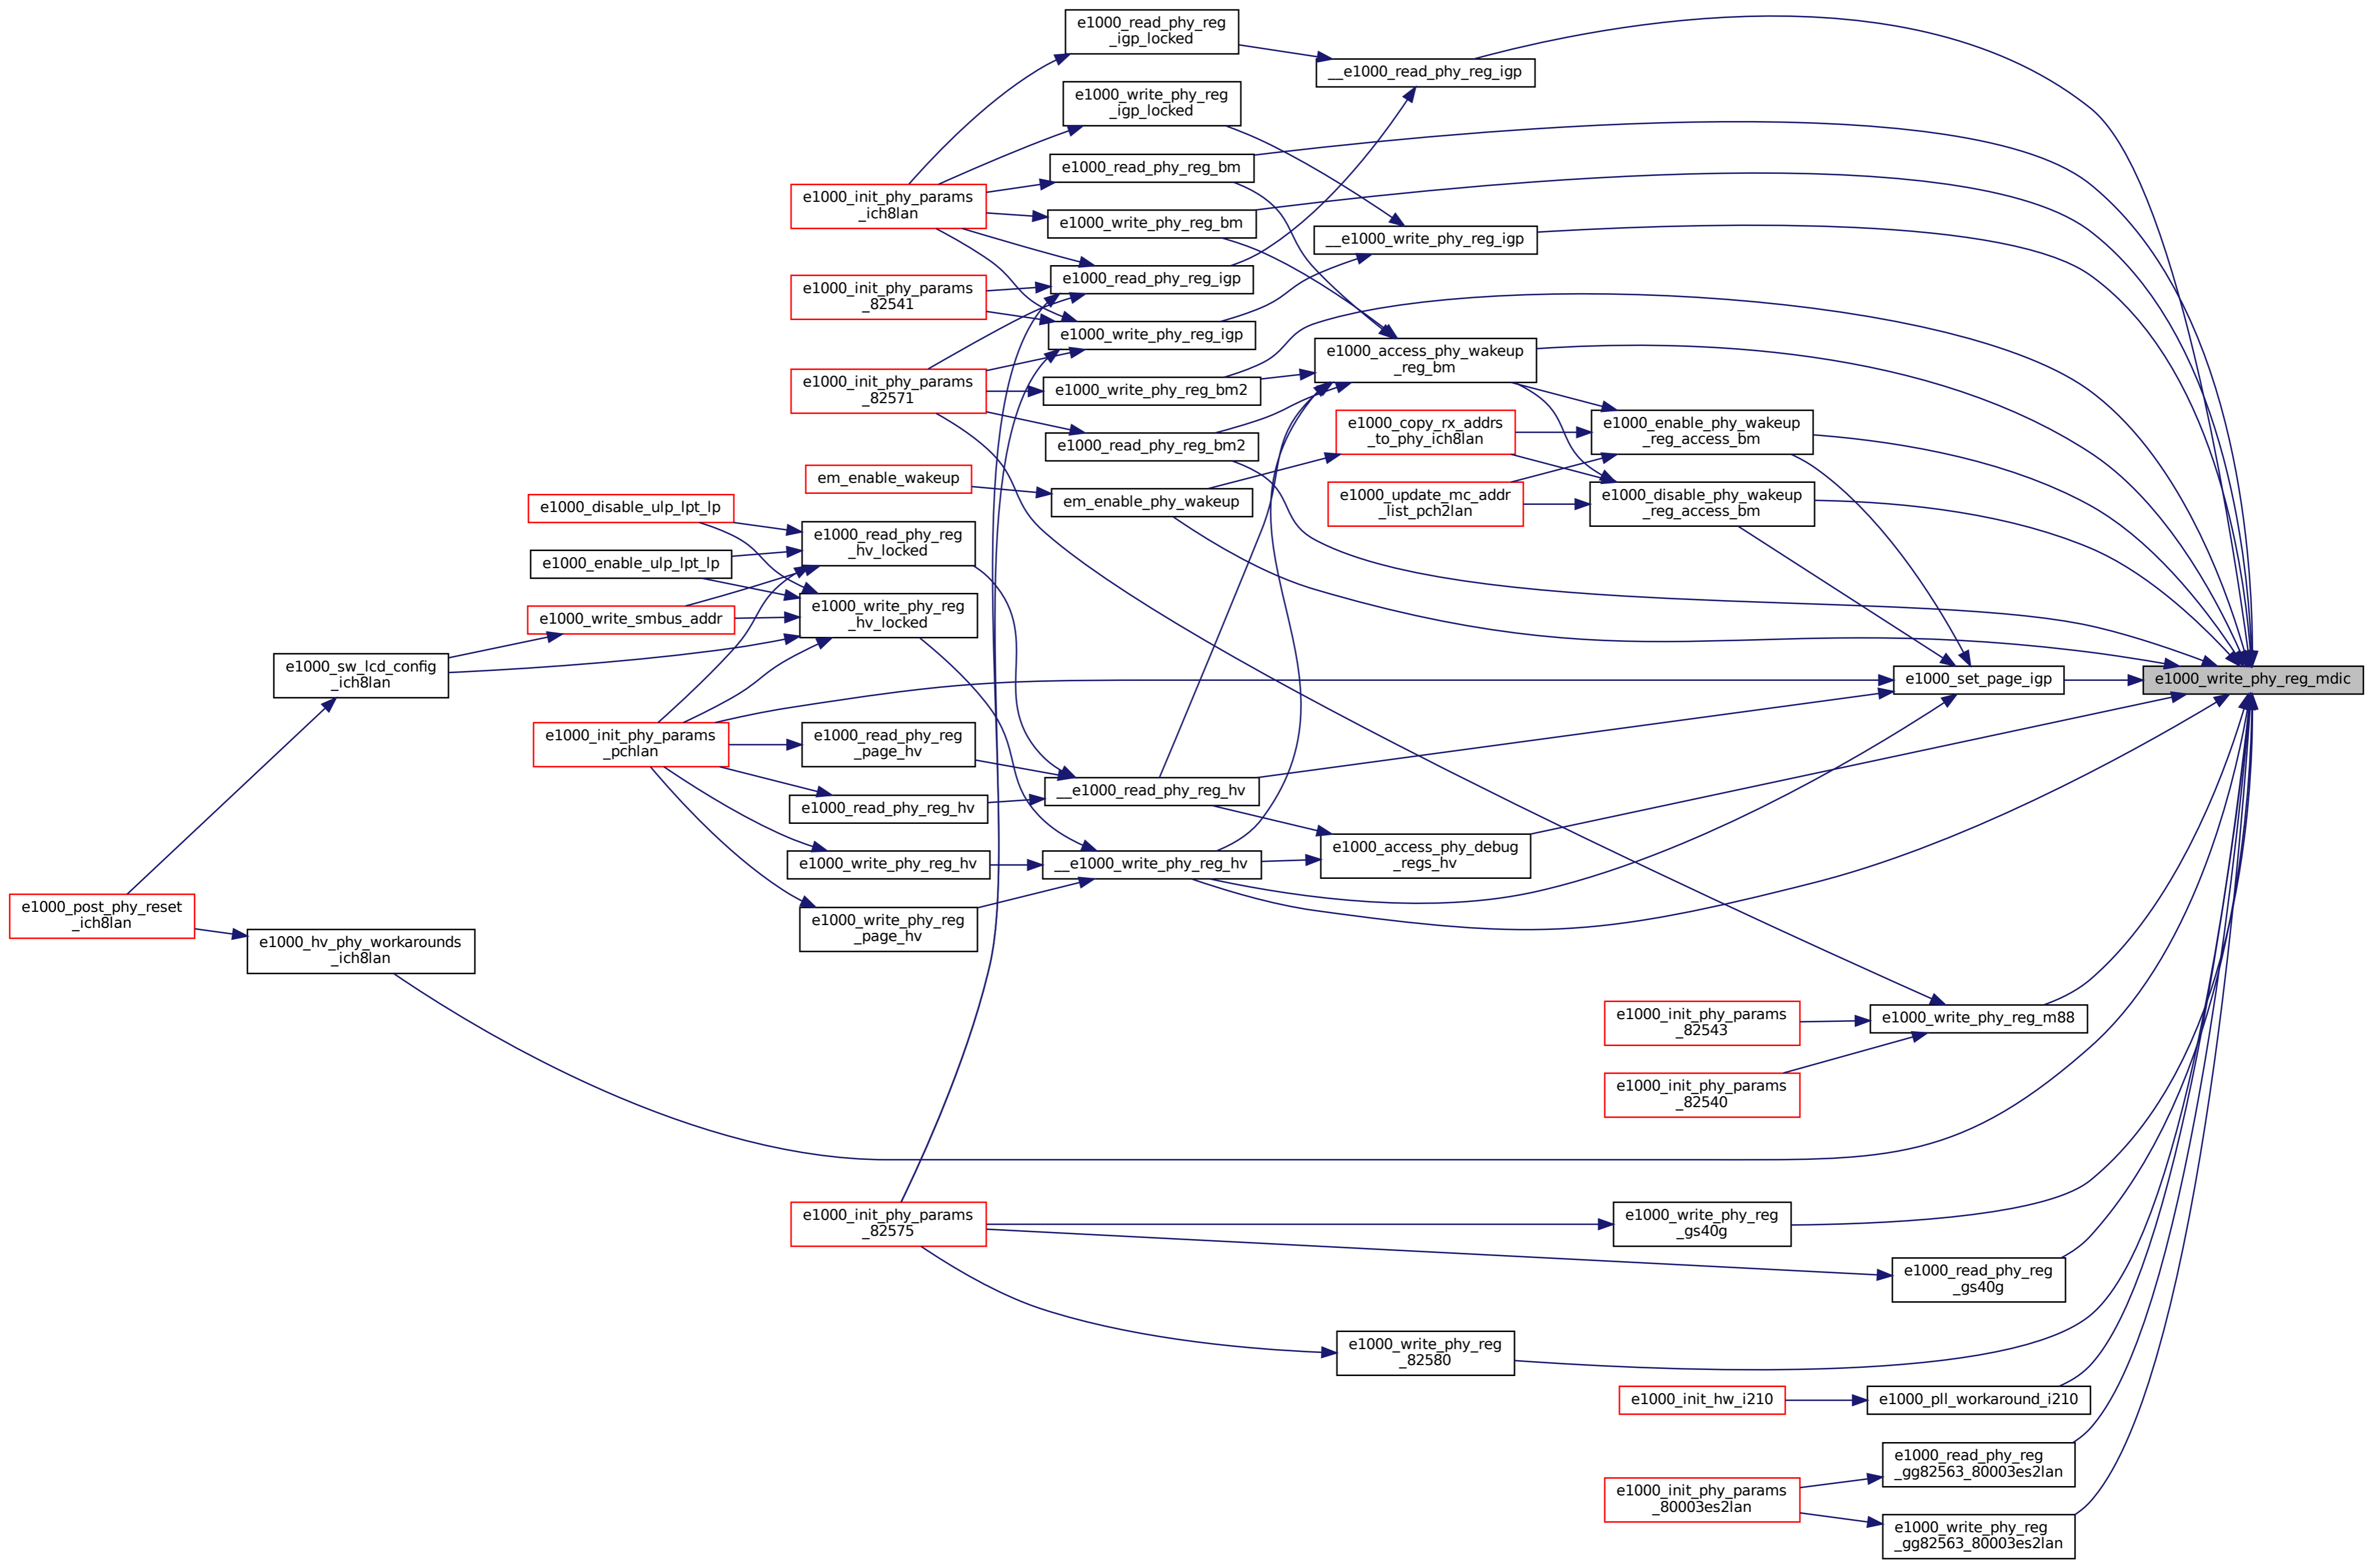 e1000_read_phy_reg
_igp_locked
__e1000_read_phy_reg_igp
e1000_write_phy_reg
_igp_locked
e1000_read_phy_reg_bm
e1000_init_phy_params
_ich8lan
e1000_write_phy_reg_bm
__e1000_write_phy_reg_igp
e1000_read_phy_reg_igp
e1000_init_phy_params
_82541
e1000_write_phy_reg_igp
e1000_access_phy_wakeup
_reg_bm
e1000_init_phy_params
_82571
e1000_write_phy_reg_bm2
e1000_copy_rx_addrs
_to_phy_ich8lan
e1000_enable_phy_wakeup
_reg_access_bm
e1000_read_phy_reg_bm2
em_enable_wakeup
em_enable_phy_wakeup
e1000_update_mc_addr
_list_pch2lan
e1000_disable_phy_wakeup
_reg_access_bm
e1000_disable_ulp_lpt_lp
e1000_read_phy_reg
_hv_locked
e1000_enable_ulp_lpt_lp
e1000_write_smbus_addr
e1000_write_phy_reg
_hv_locked
e1000_sw_lcd_config
_ich8lan
e1000_set_page_igp
e1000_write_phy_reg_mdic
e1000_init_phy_params
_pchlan
e1000_read_phy_reg
_page_hv
__e1000_read_phy_reg_hv
e1000_read_phy_reg_hv
e1000_access_phy_debug
_regs_hv
e1000_write_phy_reg_hv
__e1000_write_phy_reg_hv
e1000_write_phy_reg
_page_hv
e1000_post_phy_reset
_ich8lan
e1000_hv_phy_workarounds
_ich8lan
e1000_init_phy_params
_82543
e1000_write_phy_reg_m88
e1000_init_phy_params
_82540
e1000_init_phy_params
_82575
e1000_write_phy_reg
_gs40g
e1000_read_phy_reg
_gs40g
e1000_write_phy_reg
_82580
e1000_init_hw_i210
e1000_pll_workaround_i210
e1000_read_phy_reg
_gg82563_80003es2lan
e1000_init_phy_params
_80003es2lan
e1000_write_phy_reg
_gg82563_80003es2lan